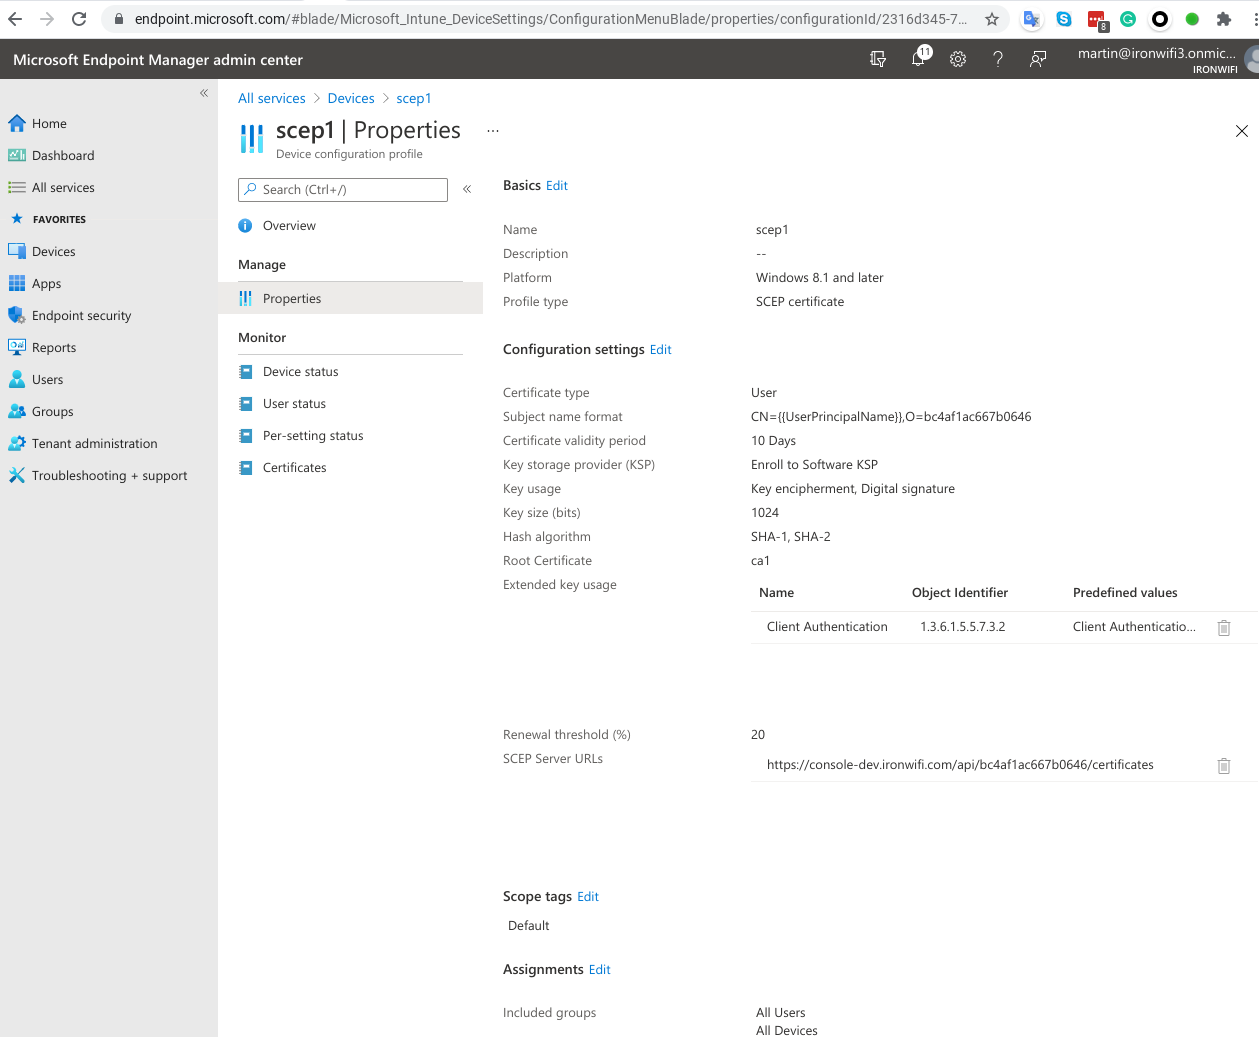 endpoint.microsoft.com/#blade/Microsoft_Intune_DeviceSettings/ConfigurationMenuBlade/properties/configurationId/2316d345-7...
8
Microsoft Endpoint Manager admin center
11
martin@ironwifi3.onmic...
IRONWIFI
Home
Dashboard
All services
FAVORITES
Devices
Apps
Endpoint security
Reports
Users
Groups
Tenant administration
Troubleshooting + support
All services > Devices > scep1
scep1 | Properties ...
Device configuration profile
Search (Ctrl+/)
Overview
Manage
Properties
Monitor
Device status
User status
Per-setting status
Certificates
Basics Edit
Name scep1
Description --
Platform Windows 8.1 and later
Profile type SCEP certificate
Configuration settings Edit
Certificate type User
Subject name format CN={{UserPrincipalName}},O=bc4af1ac667b0646
Certificate validity period 10 Days
Key storage provider (KSP) Enroll to Software KSP
Key usage Key encipherment, Digital signature
Key size (bits) 1024
Hash algorithm SHA-1, SHA-2
Root Certificate ca1
Extended key usage
Name Object Identifier Predefined values
Client Authentication 1.3.6.1.5.5.7.3.2 Client Authenticatio...
Renewal threshold (%) 20
SCEP Server URLs
https://console-dev.ironwifi.com/api/bc4af1ac667b0646/certificates
Scope tags Edit
Default
Assignments Edit
Included groups All Users
All Devices